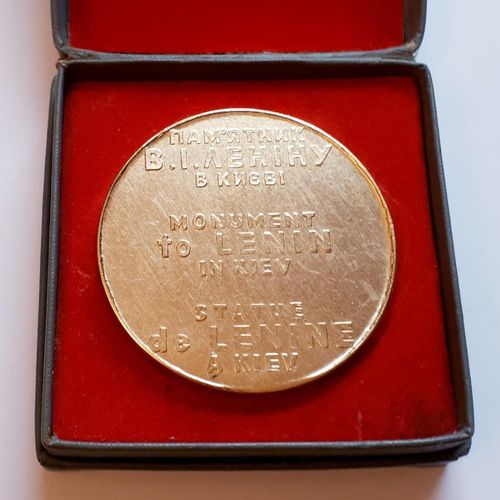 ПАМ'ЯТНИК
В.І.ЛЕНІНУ
В КИЄВІ
MONUMENT
to LENIN
IN KIEV
STATUE
de LENINE
À KIEV